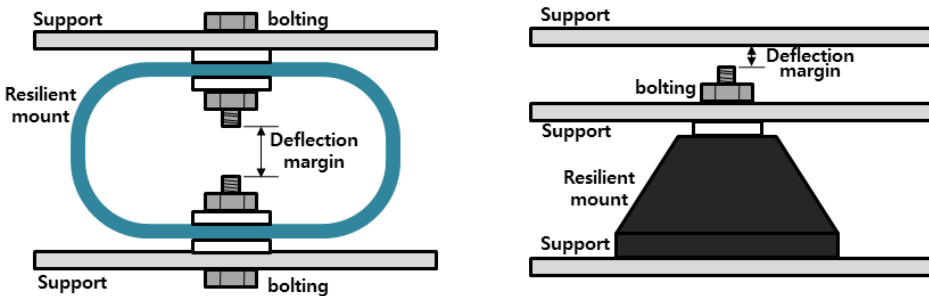 Support
bolting
Resilient
mount
Deflection
margin
Support
bolting
Support
Deflection
margin
bolting
Support
Resilient
mount
Support